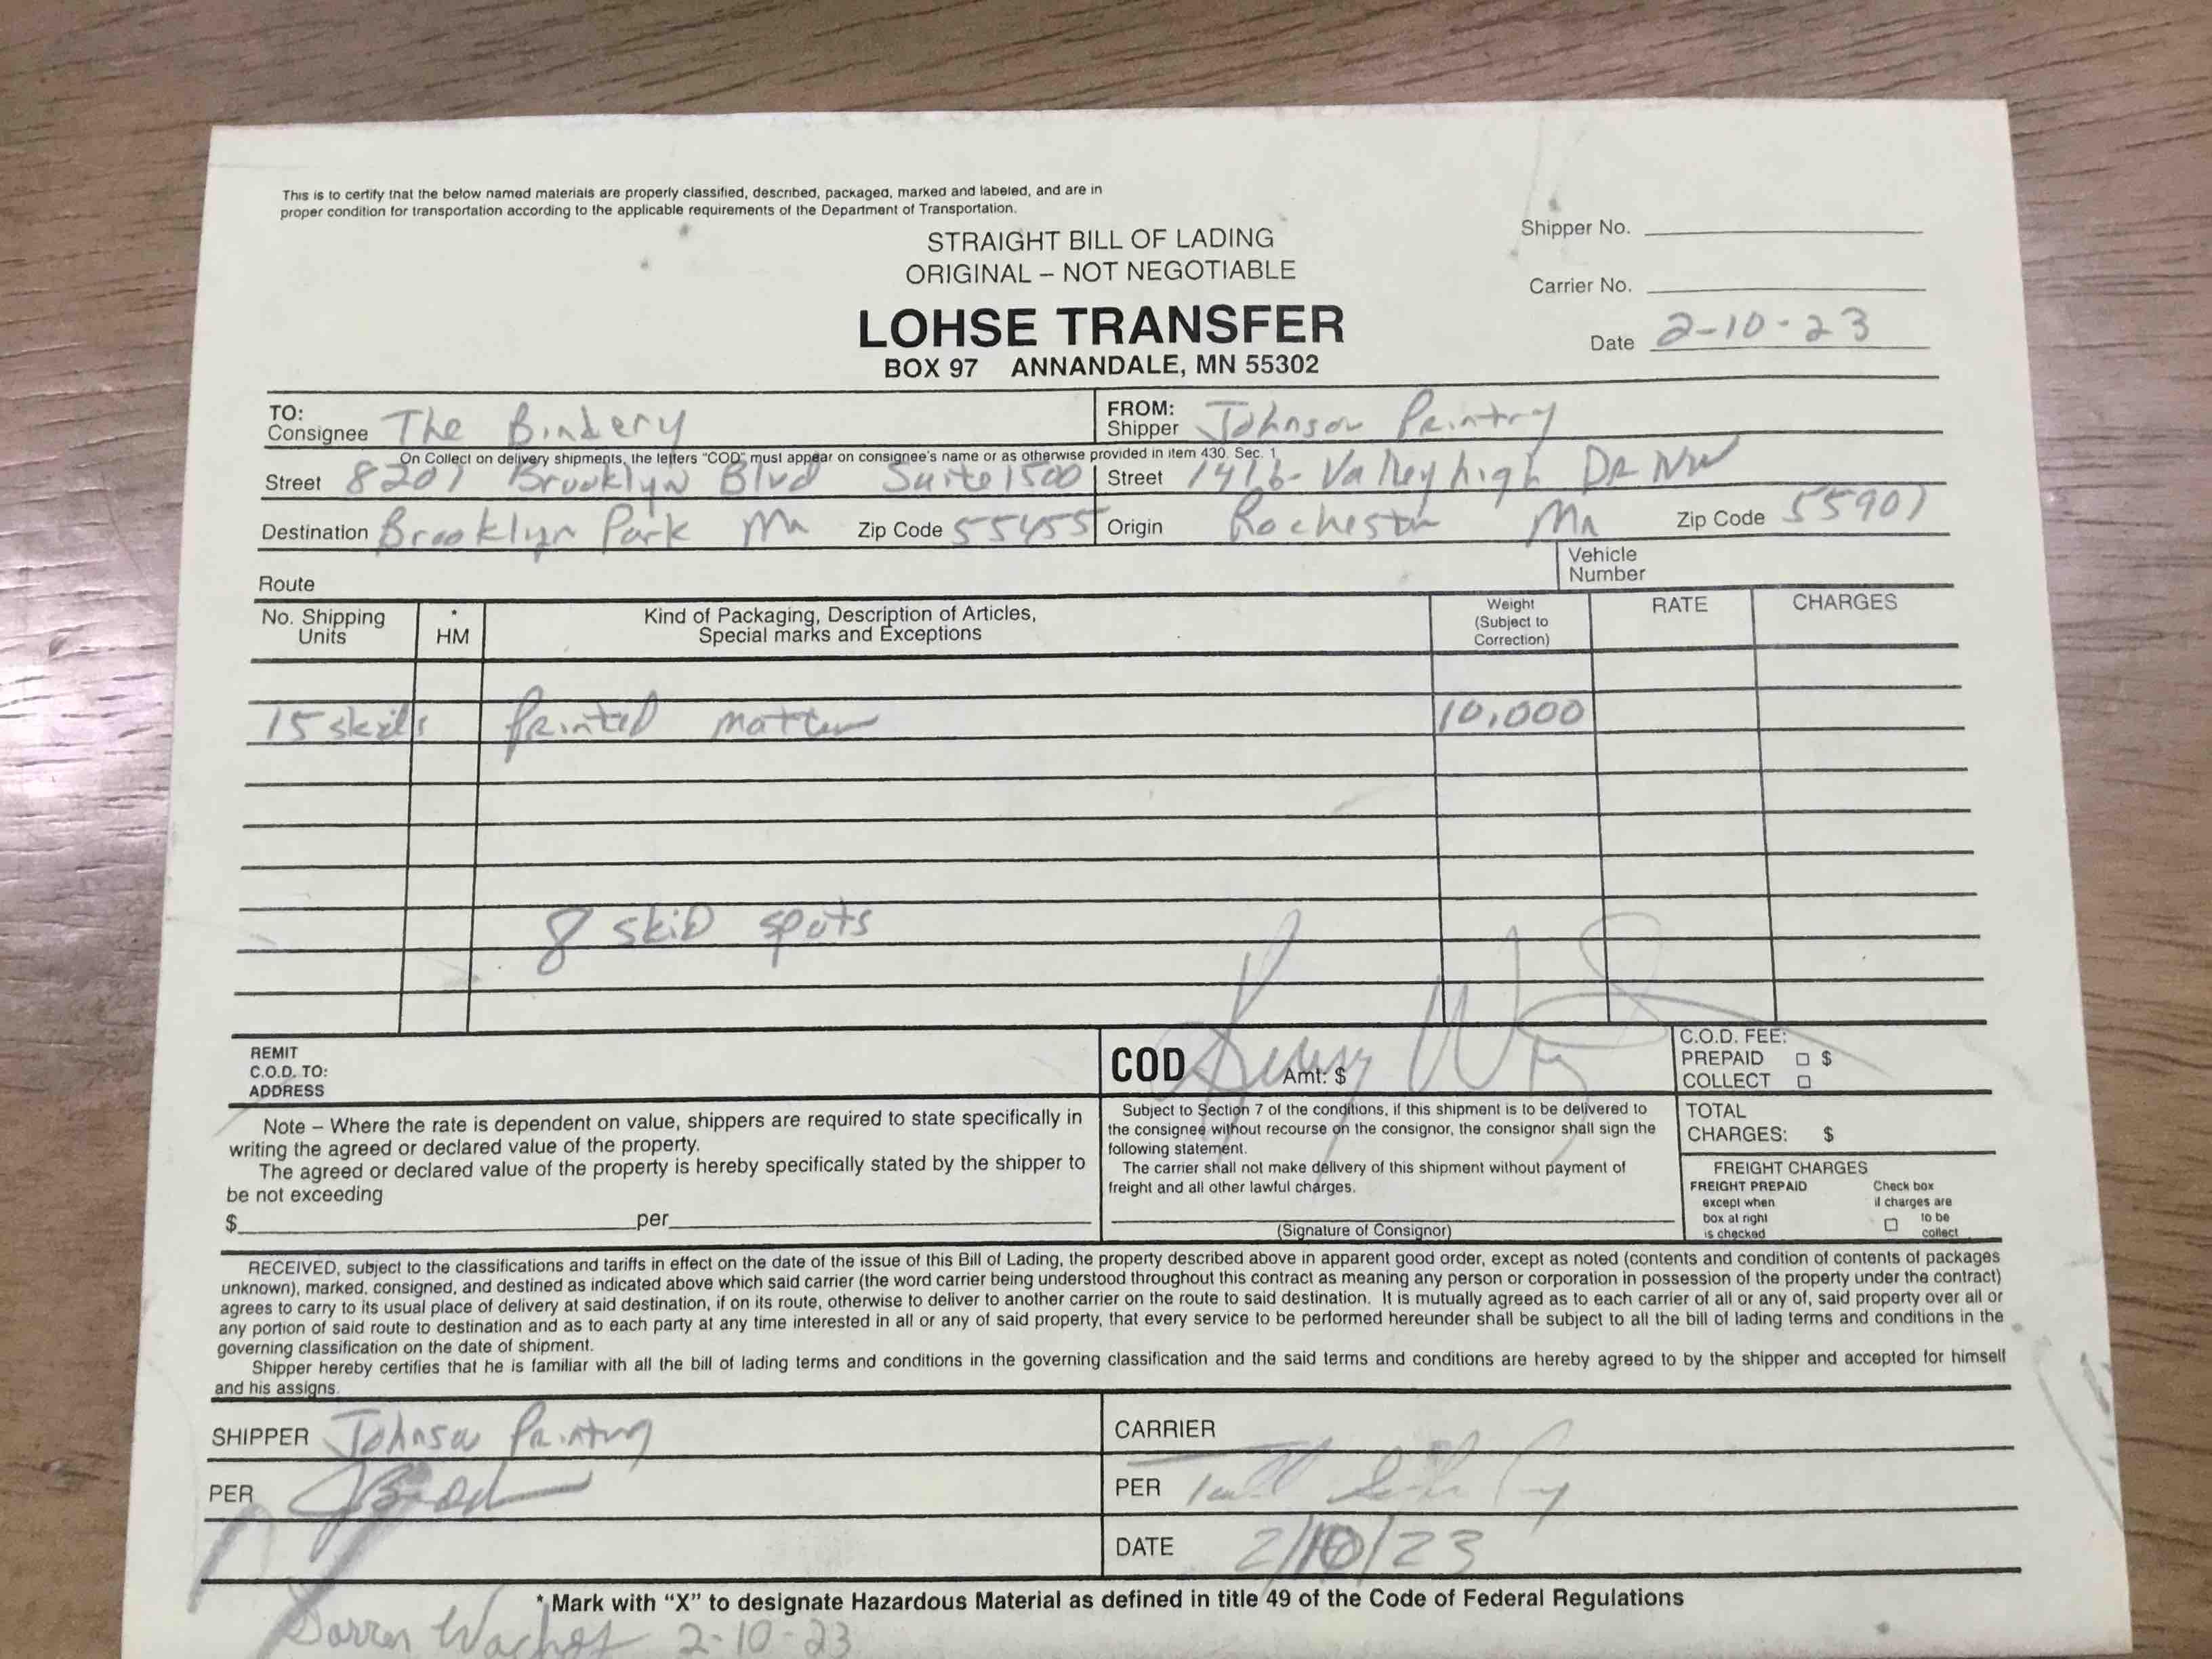 This is to certify that the below named materials are properly classified, described, packaged, marked and labeled, and are in
proper condition for transportation according to the applicable requirements of the Department of Transportation.
STRAIGHT BILL OF LADING
ORIGINAL – NOT NEGOTIABLE
LOHSE TRANSFER
BOX 97 ANNANDALE, MN 55302
Shipper No.
Carrier No.
Date 2-10-23
TO:
Consignee The Bindery
FROM:
Shipper Johnson Printing
On Collect on delivery shipments, the letters "COD" must appear on consignee's name or as otherwise provided in item 430, Sec. 1
Street 8201 Brooklyn Blvd Suite 1500
Street 1416 Valleyhigh Dr NW
Destination Brooklyn Park Mn Zip Code 55455
Origin Rochester Mn Zip Code 55901
Route
Vehicle
Number
No. Shipping
Units
*
HM
Kind of Packaging, Description of Articles,
Special marks and Exceptions
Weight
(Subject to
Correction)
RATE
CHARGES
15 skids Printed matter 10,000
8 skid spots
REMIT
C.O.D. TO:
ADDRESS
COD Amt: $
C.O.D. FEE:
PREPAID $
COLLECT
Note – Where the rate is dependent on value, shippers are required to state specifically in
writing the agreed or declared value of the property.
The agreed or declared value of the property is hereby specifically stated by the shipper to
be not exceeding
$ per
Subject to Section 7 of the conditions, if this shipment is to be delivered to
the consignee without recourse on the consignor, the consignor shall sign the
following statement.
The carrier shall not make delivery of this shipment without payment of
freight and all other lawful charges.
(Signature of Consignor)
TOTAL
CHARGES: $
FREIGHT CHARGES
FREIGHT PREPAID
except when
box at right
is checked
Check box
if charges are
to be
collect
RECEIVED, subject to the classifications and tariffs in effect on the date of the issue of this Bill of Lading, the property described above in apparent good order, except as noted (contents and condition of contents of packages
unknown), marked, consigned, and destined as indicated above which said carrier (the word carrier being understood throughout this contract as meaning any person or corporation in possession of the property under the contract)
agrees to carry to its usual place of delivery at said destination, if on its route, otherwise to deliver to another carrier on the route to said destination. It is mutually agreed as to each carrier of all or any of, said property over all or
any portion of said route to destination and as to each party at any time interested in all or any of said property, that every service to be performed hereunder shall be subject to all the bill of lading terms and conditions in the
governing classification on the date of shipment.
Shipper hereby certifies that he is familiar with all the bill of lading terms and conditions in the governing classification and the said terms and conditions are hereby agreed to by the shipper and accepted for himself
and his assigns.
SHIPPER Johnson Printing
CARRIER
PER
PER
DATE 2/10/23
* Mark with "X" to designate Hazardous Material as defined in title 49 of the Code of Federal Regulations
Darren 2-10-23